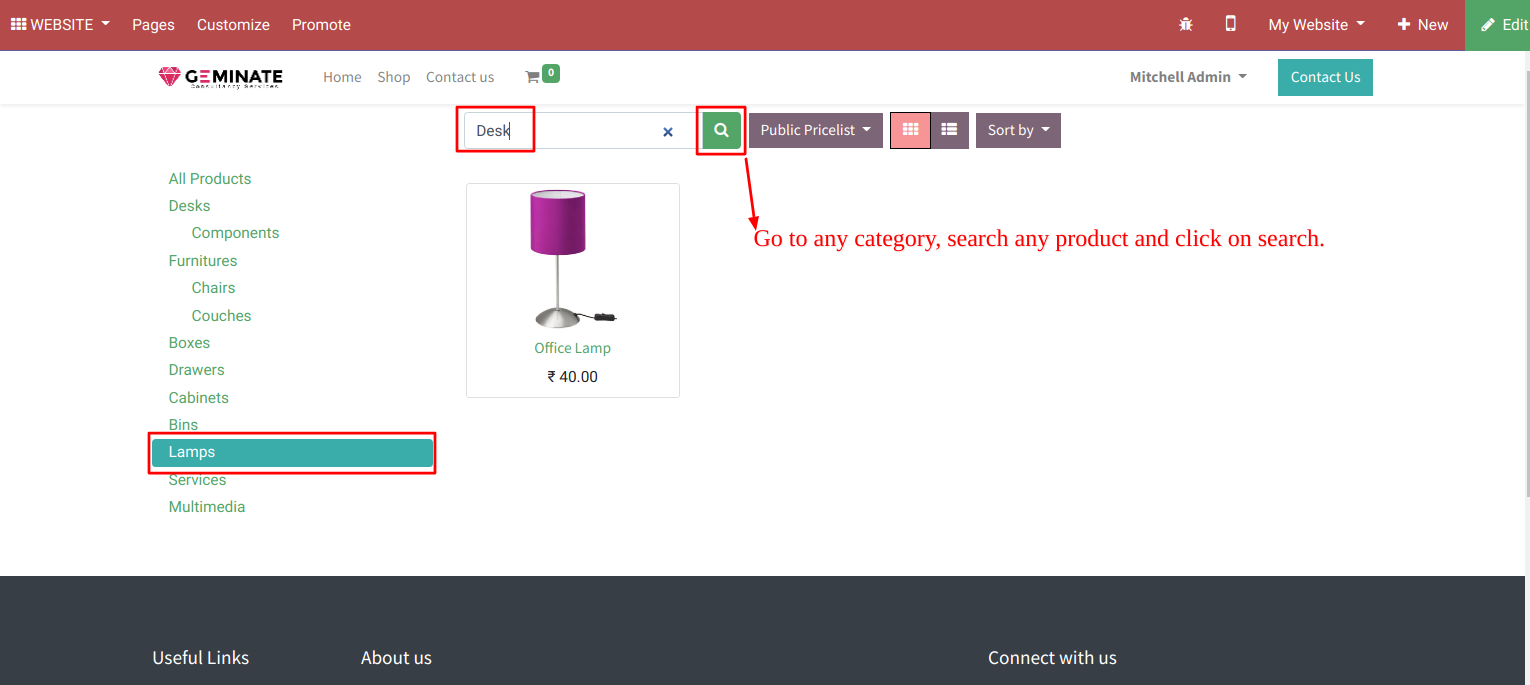 WEBSITE Pages Customize Promote My Website New Edit
GEMINATE
Consultancy Services
Home Shop Contact us 0 Mitchell Admin Contact Us
Desk × Public Pricelist Sort by
All Products
Desks
Components
Furnitures
Chairs
Couches
Boxes
Drawers
Cabinets
Bins
Lamps
Services
Multimedia
Office Lamp
₹ 40.00
Go to any category, search any product and click on search.
Useful Links About us Connect with us